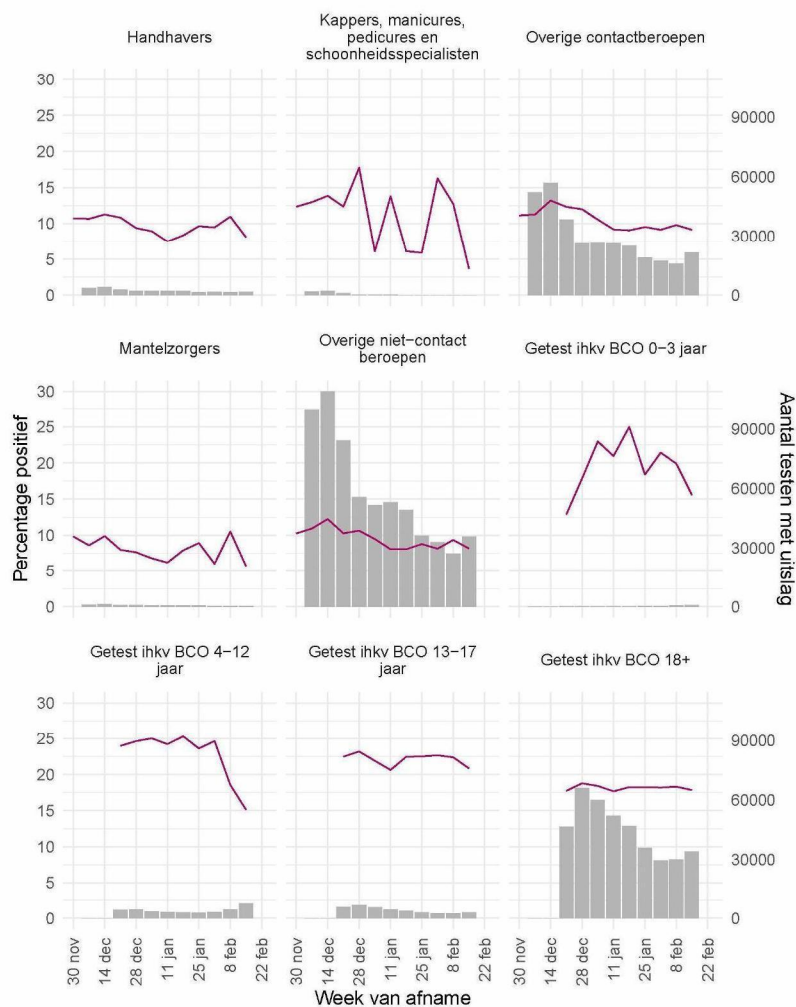 Handhavers
Kappers, manicures,
pedicures en
schoonheidsspecialisten
Overige contactberoepen
30
25
20
15
10
5
0
90000
60000
30000
0
Mantelzorgers
Overige niet−contact
beroepen
Getest ihkv BCO 0−3 jaar
30
25
20
15
10
5
0
90000
60000
30000
0
Percentage positief
Aantal testen met uitslag
Getest ihkv BCO 4−12
jaar
Getest ihkv BCO 13−17
jaar
Getest ihkv BCO 18+
30
25
20
15
10
5
0
90000
60000
30000
0
30 nov
14 dec
28 dec
11 jan
25 jan
8 feb
22 feb
30 nov
14 dec
28 dec
11 jan
25 jan
8 feb
22 feb
30 nov
14 dec
28 dec
11 jan
25 jan
8 feb
22 feb
Week van afname